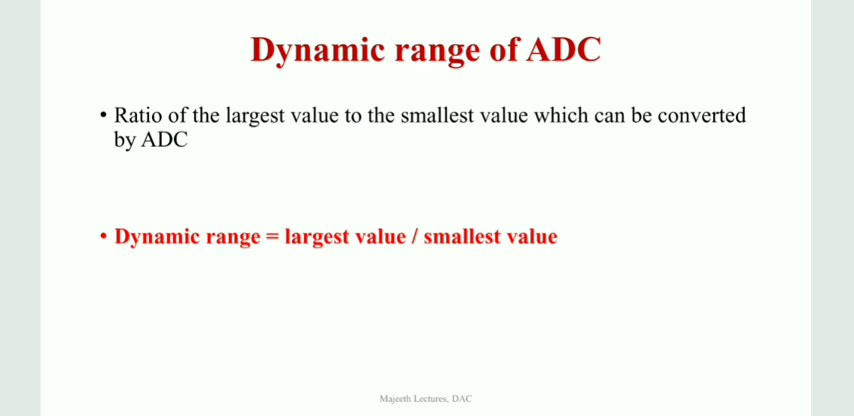 Dynamic range of ADC
• Ratio of the largest value to the smallest value which can be converted
by ADC
• Dynamic range = largest value / smallest value
Majeeth Lectures, DAC